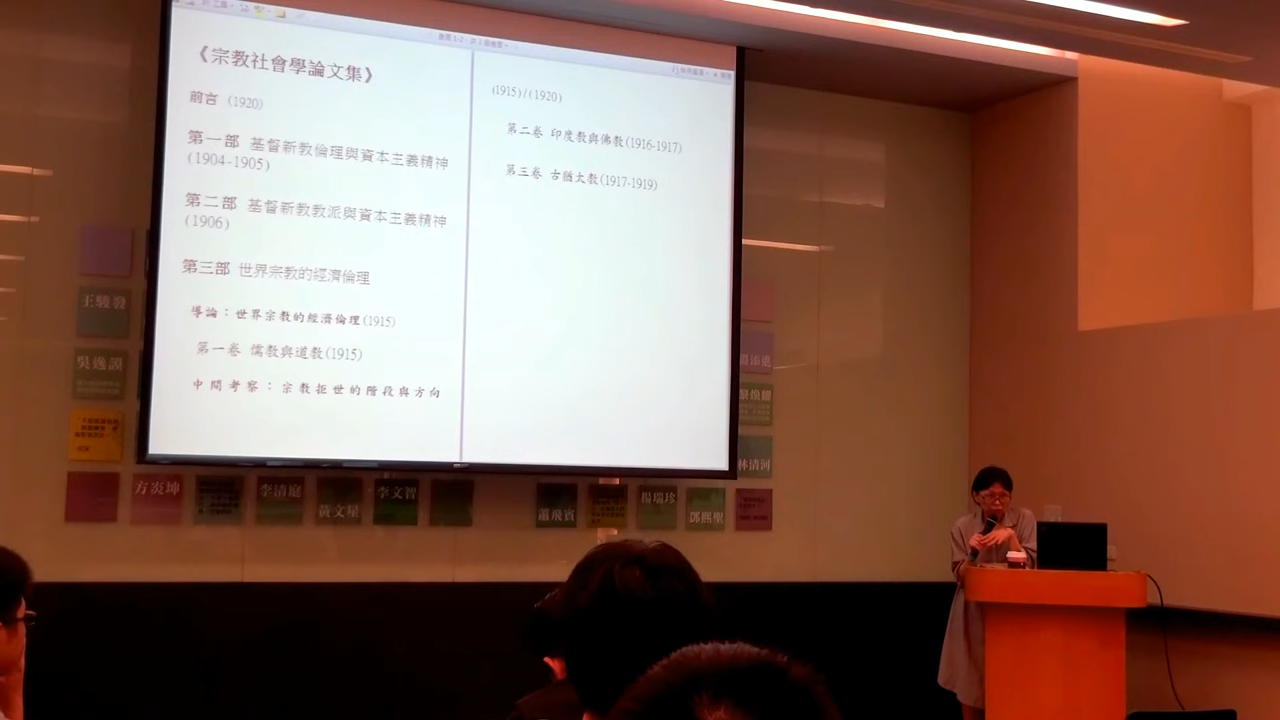 《宗教社會學論文集》
前言 (1920)
第一部 基督新教倫理與資本主義精神
(1904-1905)
第二部 基督新教教派與資本主義精神
(1906)
第三部 世界宗教的經濟倫理
導論：世界宗教的經濟倫理(1915)
第一卷 儒教與道教(1915)
中間考察：宗教拒世的階段與方向
(1915)/(1920)
第二卷 印度教與佛教(1916-1917)
第三卷 古猶太教(1917-1919)
王駿發
吳逸謨
方炎坤
李清庭
黃文星
李文智
蕭飛賓
楊瑞珍
鄧熙聖
蔡煥耀
林清河